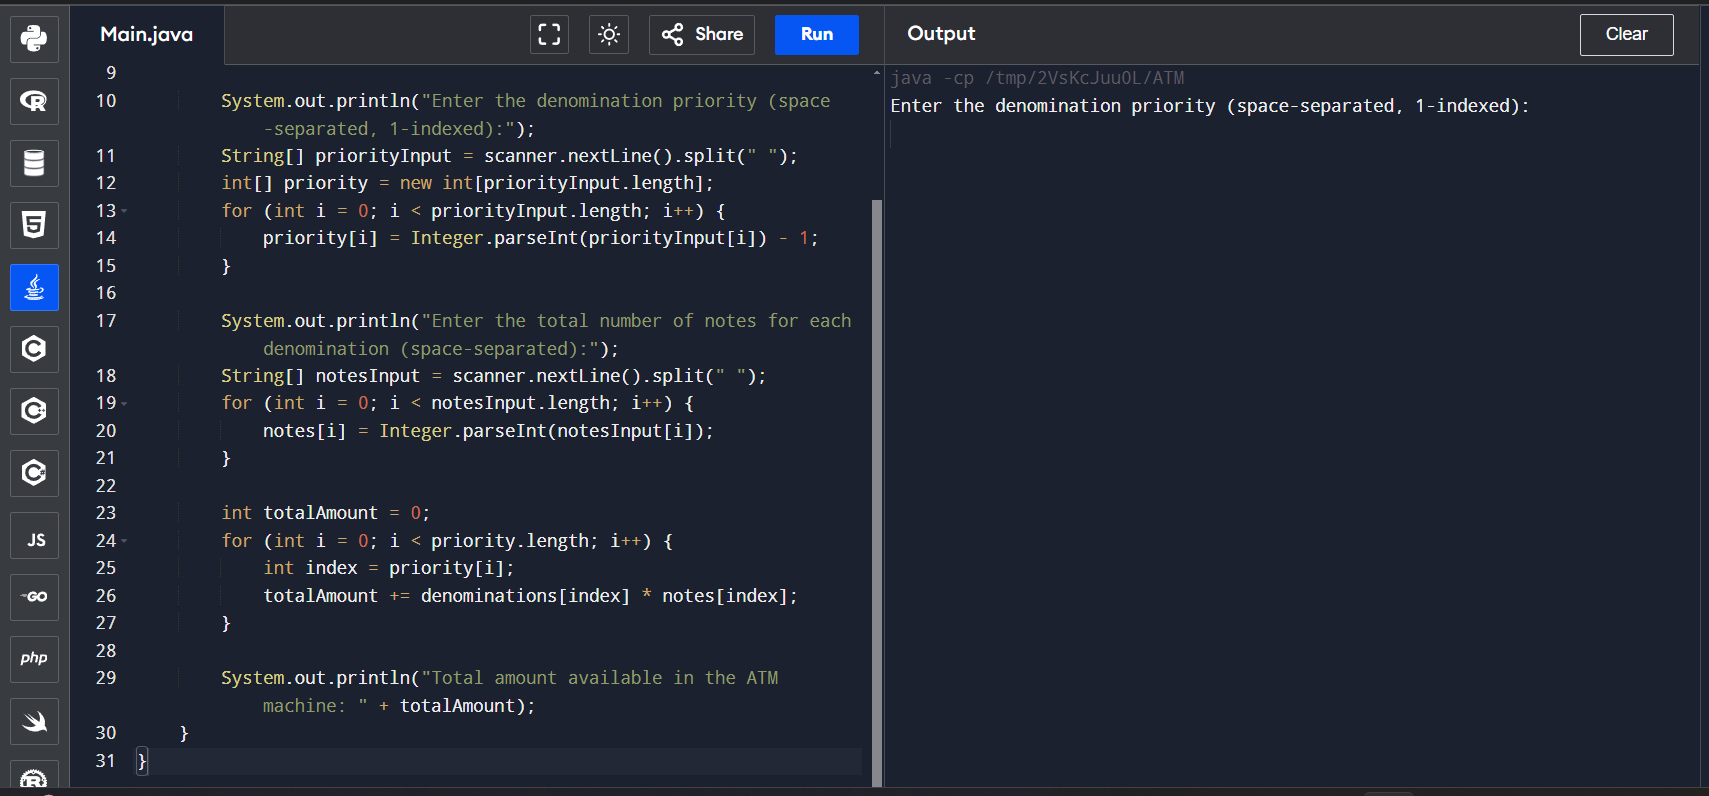 Main.java
Share
Run
Output
Clear
9
10 System.out.println("Enter the denomination priority (space
-separated, 1-indexed):");
11 String[] priorityInput = scanner.nextLine().split(" ");
12 int[] priority = new int[priorityInput.length];
13 for (int i = 0; i < priorityInput.length; i++) {
14 priority[i] = Integer.parseInt(priorityInput[i]) - 1;
15 }
16
17 System.out.println("Enter the total number of notes for each
denomination (space-separated):");
18 String[] notesInput = scanner.nextLine().split(" ");
19 for (int i = 0; i < notesInput.length; i++) {
20 notes[i] = Integer.parseInt(notesInput[i]);
21 }
22
23 int totalAmount = 0;
24 for (int i = 0; i < priority.length; i++) {
25 int index = priority[i];
26 totalAmount += denominations[index] * notes[index];
27 }
28
29 System.out.println("Total amount available in the ATM
machine: " + totalAmount);
30 }
31 }
java -cp /tmp/2VsKcJuu0L/ATM
Enter the denomination priority (space-separated, 1-indexed):
R
5
C
C++
C#
JS
GO
php
R